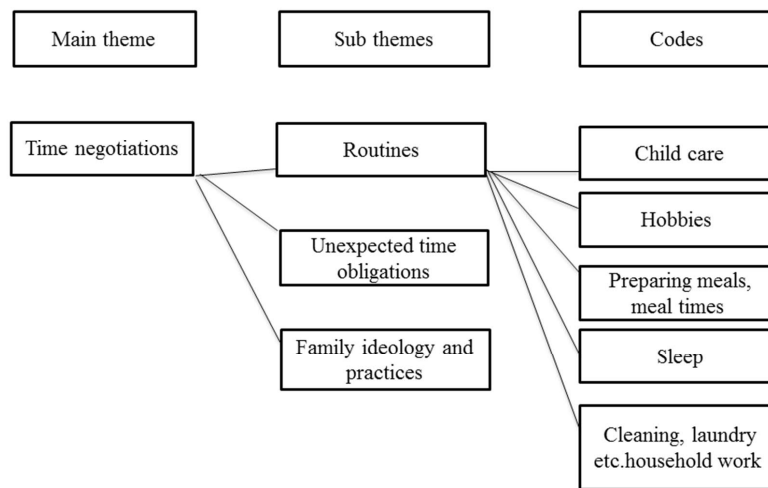 Main theme
Sub themes
Codes
Time negotiations
Routines
Child care
Hobbies
Unexpected time
obligations
Preparing meals,
meal times
Family ideology and
practices
Sleep
Cleaning, laundry
etc.household work